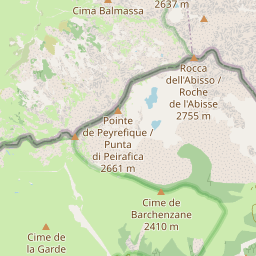 2637 m
Cima Balmassa
Rocca
dell'Abisso /
Roche
de l'Abisse
2755 m
Pointe
de Peyrefique /
Punta
di Peirafica
2661 m
Cime de
Barchenzane
2410 m
Cime de
la Garde